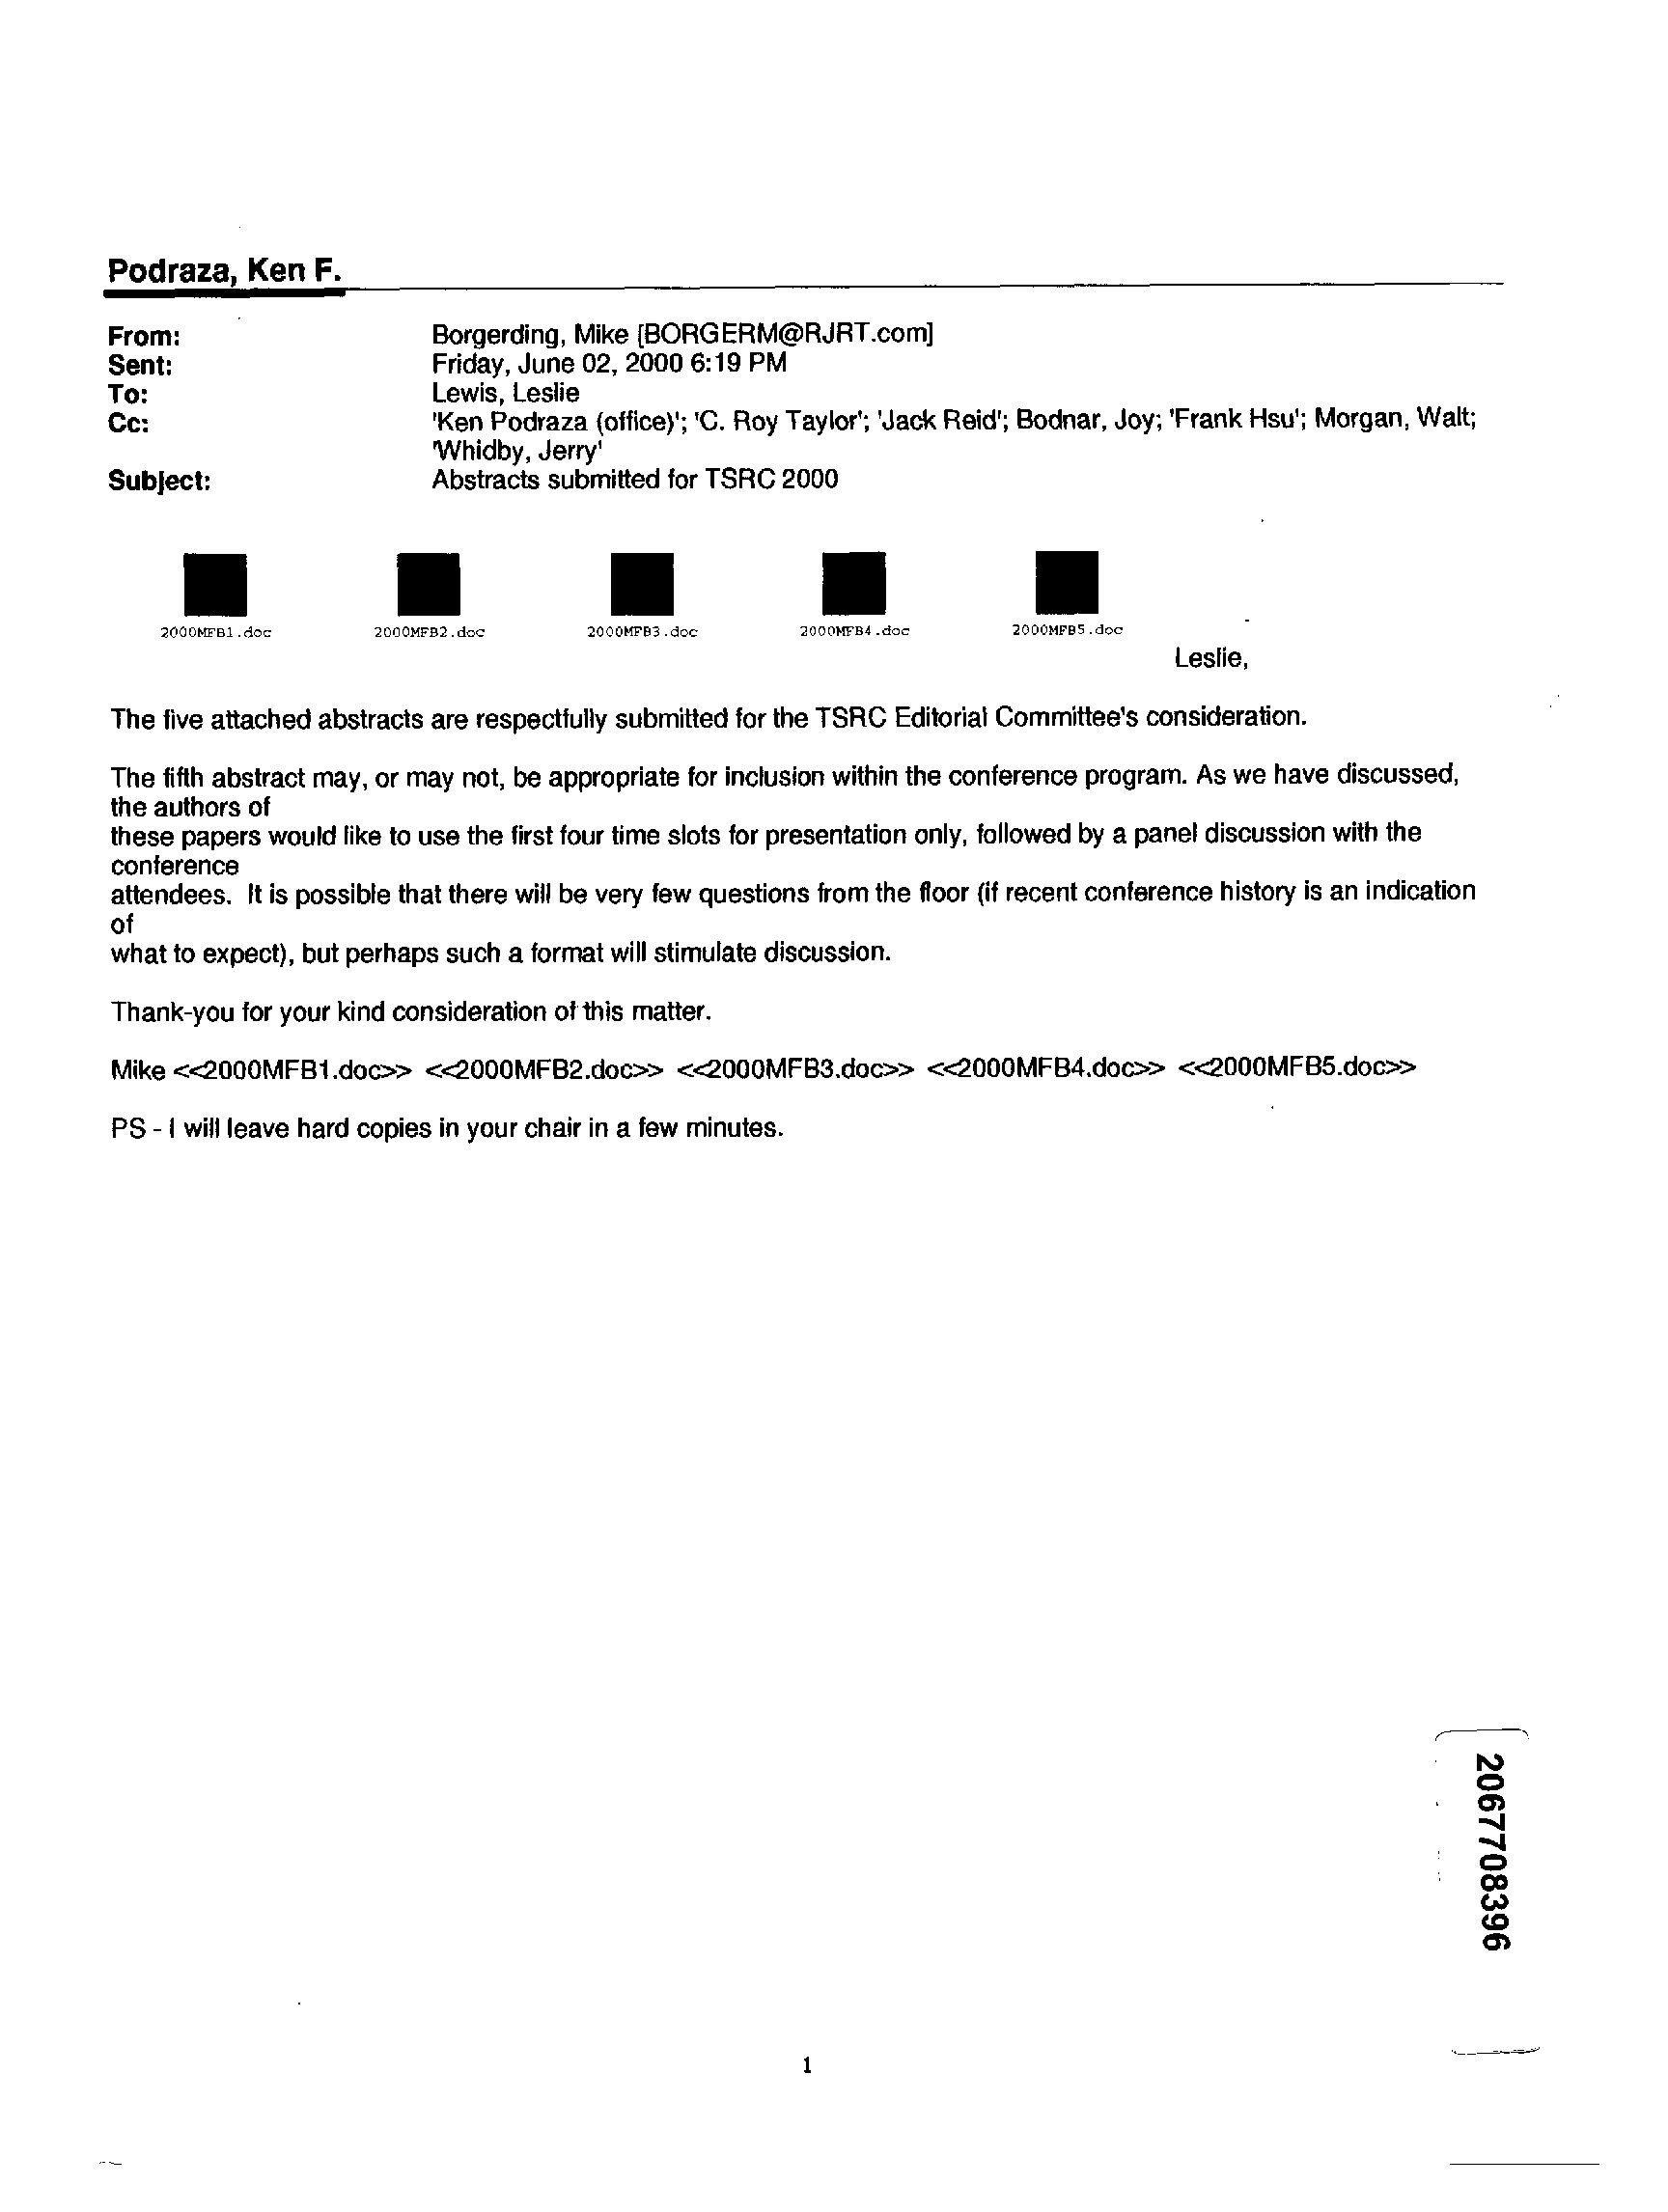 Podraza, Ken F.
From: Borgerding, Mike [BORGERM@RJRT.com]
Sent: Friday, June 02, 2000 6:19 PM
To: Lewis, Leslie
Cc: 'Ken Podraza (office)'; 'C. Roy Taylor'; 'Jack Reid'; Bodnar, Joy; 'Frank Hsu'; Morgan, Walt;
'Whidby, Jerry'
Subject: Abstracts submitted for TSRC 2000
2000MFB1.doc 2000MFB2.doc 2000MFB3.doc 2000MFB4.doc 2000MFB5.doc
Leslie,
The five attached abstracts are respectfully submitted for the TSRC Editorial Committee's consideration.
The fifth abstract may, or may not, be appropriate for inclusion within the conference program. As we have discussed,
the authors of
these papers would like to use the first four time slots for presentation only, followed by a panel discussion with the
conference
attendees. It is possible that there will be very few questions from the floor (if recent conference history is an indication
of
what to expect), but perhaps such a format will stimulate discussion.
Thank-you for your kind consideration of this matter.
Mike <<2000MFB1.doc>> <<2000MFB2.doc>> <<2000MFB3.doc>> <<2000MFB4.doc>> <<2000MFB5.doc>>
PS - I will leave hard copies in your chair in a few minutes.
2067708396
1